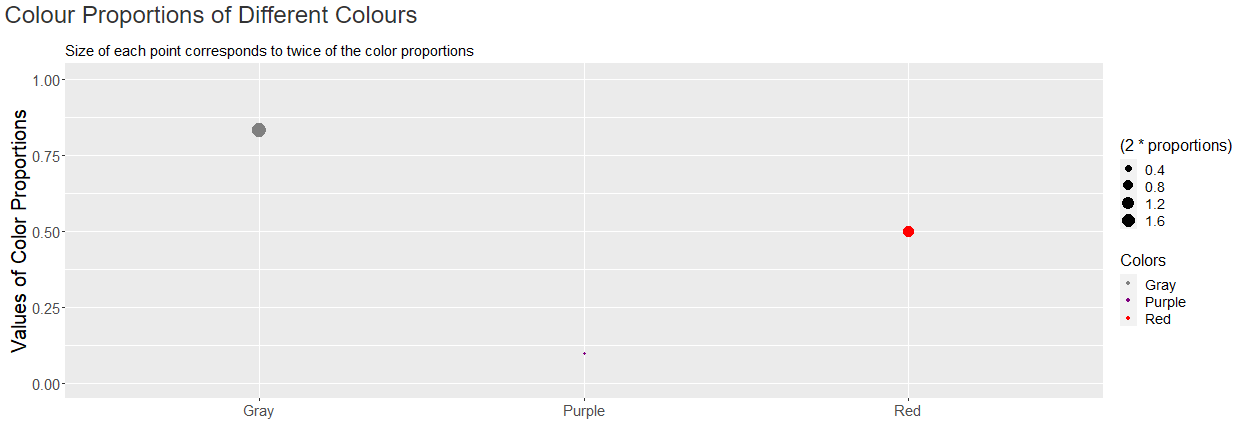 Colour Proportions of Different Colours
Size of each point corresponds to twice of the color proportions
Values of Color Proportions
1.00
0.75
0.50
0.25
0.00
Gray Purple Red
(2 * proportions)
0.4
0.8
1.2
1.6
Colors
Gray
Purple
Red